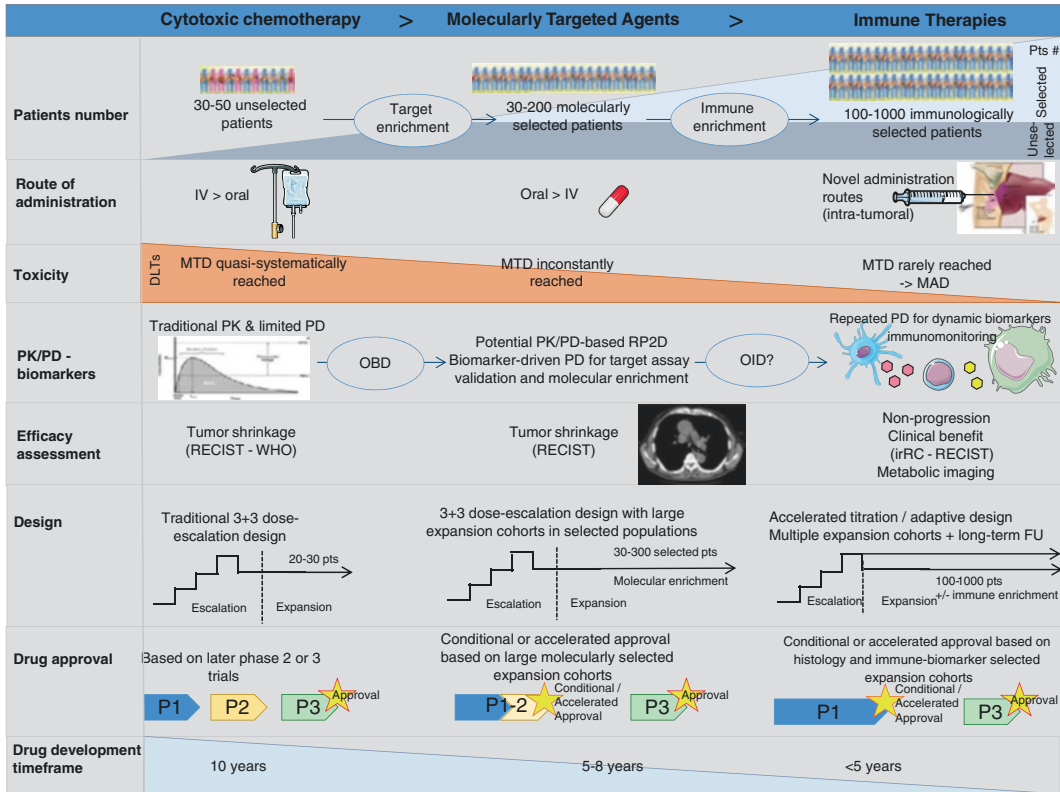 Cytotoxic chemotherapy > Molecularly Targeted Agents > Immune Therapies
Patients number
30-50 unselected
patients
Target
enrichment
30-200 molecularly
selected patients
Immune
enrichment
100-1000 immunologically
selected patients
Pts #
Selected
Unse-
lected
Route of
administration
IV > oral
Oral > IV
Novel administration
routes
(intra-tumoral)
Toxicity
DLTs
MTD quasi-systematically
reached
MTD inconstantly
reached
MTD rarely reached
-> MAD
PK/PD -
biomarkers
Traditional PK & limited PD
OBD
Potential PK/PD-based RP2D
Biomarker-driven PD for target assay
validation and molecular enrichment
OID?
Repeated PD for dynamic biomarkers
immunomonitoring
Efficacy
assessment
Tumor shrinkage
(RECIST - WHO)
Tumor shrinkage
(RECIST)
Non-progression
Clinical benefit
(irRC - RECIST)
Metabolic imaging
Design
Traditional 3+3 dose-
escalation design
20-30 pts
Escalation
Expansion
3+3 dose-escalation design with large
expansion cohorts in selected populations
30-300 selected pts
Molecular enrichment
Escalation
Expansion
Accelerated titration / adaptive design
Multiple expansion cohorts + long-term FU
100-1000 pts
+/- immune enrichment
Escalation
Expansion
Drug approval
Based on later phase 2 or 3
trials
P1
P2
P3
Approval
Conditional or accelerated approval
based on large molecularly selected
expansion cohorts
P1-2
Conditional /
Accelerated
Approval
P3
Approval
Conditional or accelerated approval based on
histology and immune-biomarker selected
expansion cohorts
P1
Conditional /
Accelerated
Approval
P3
Approval
Drug development
timeframe
10 years
5-8 years
<5 years